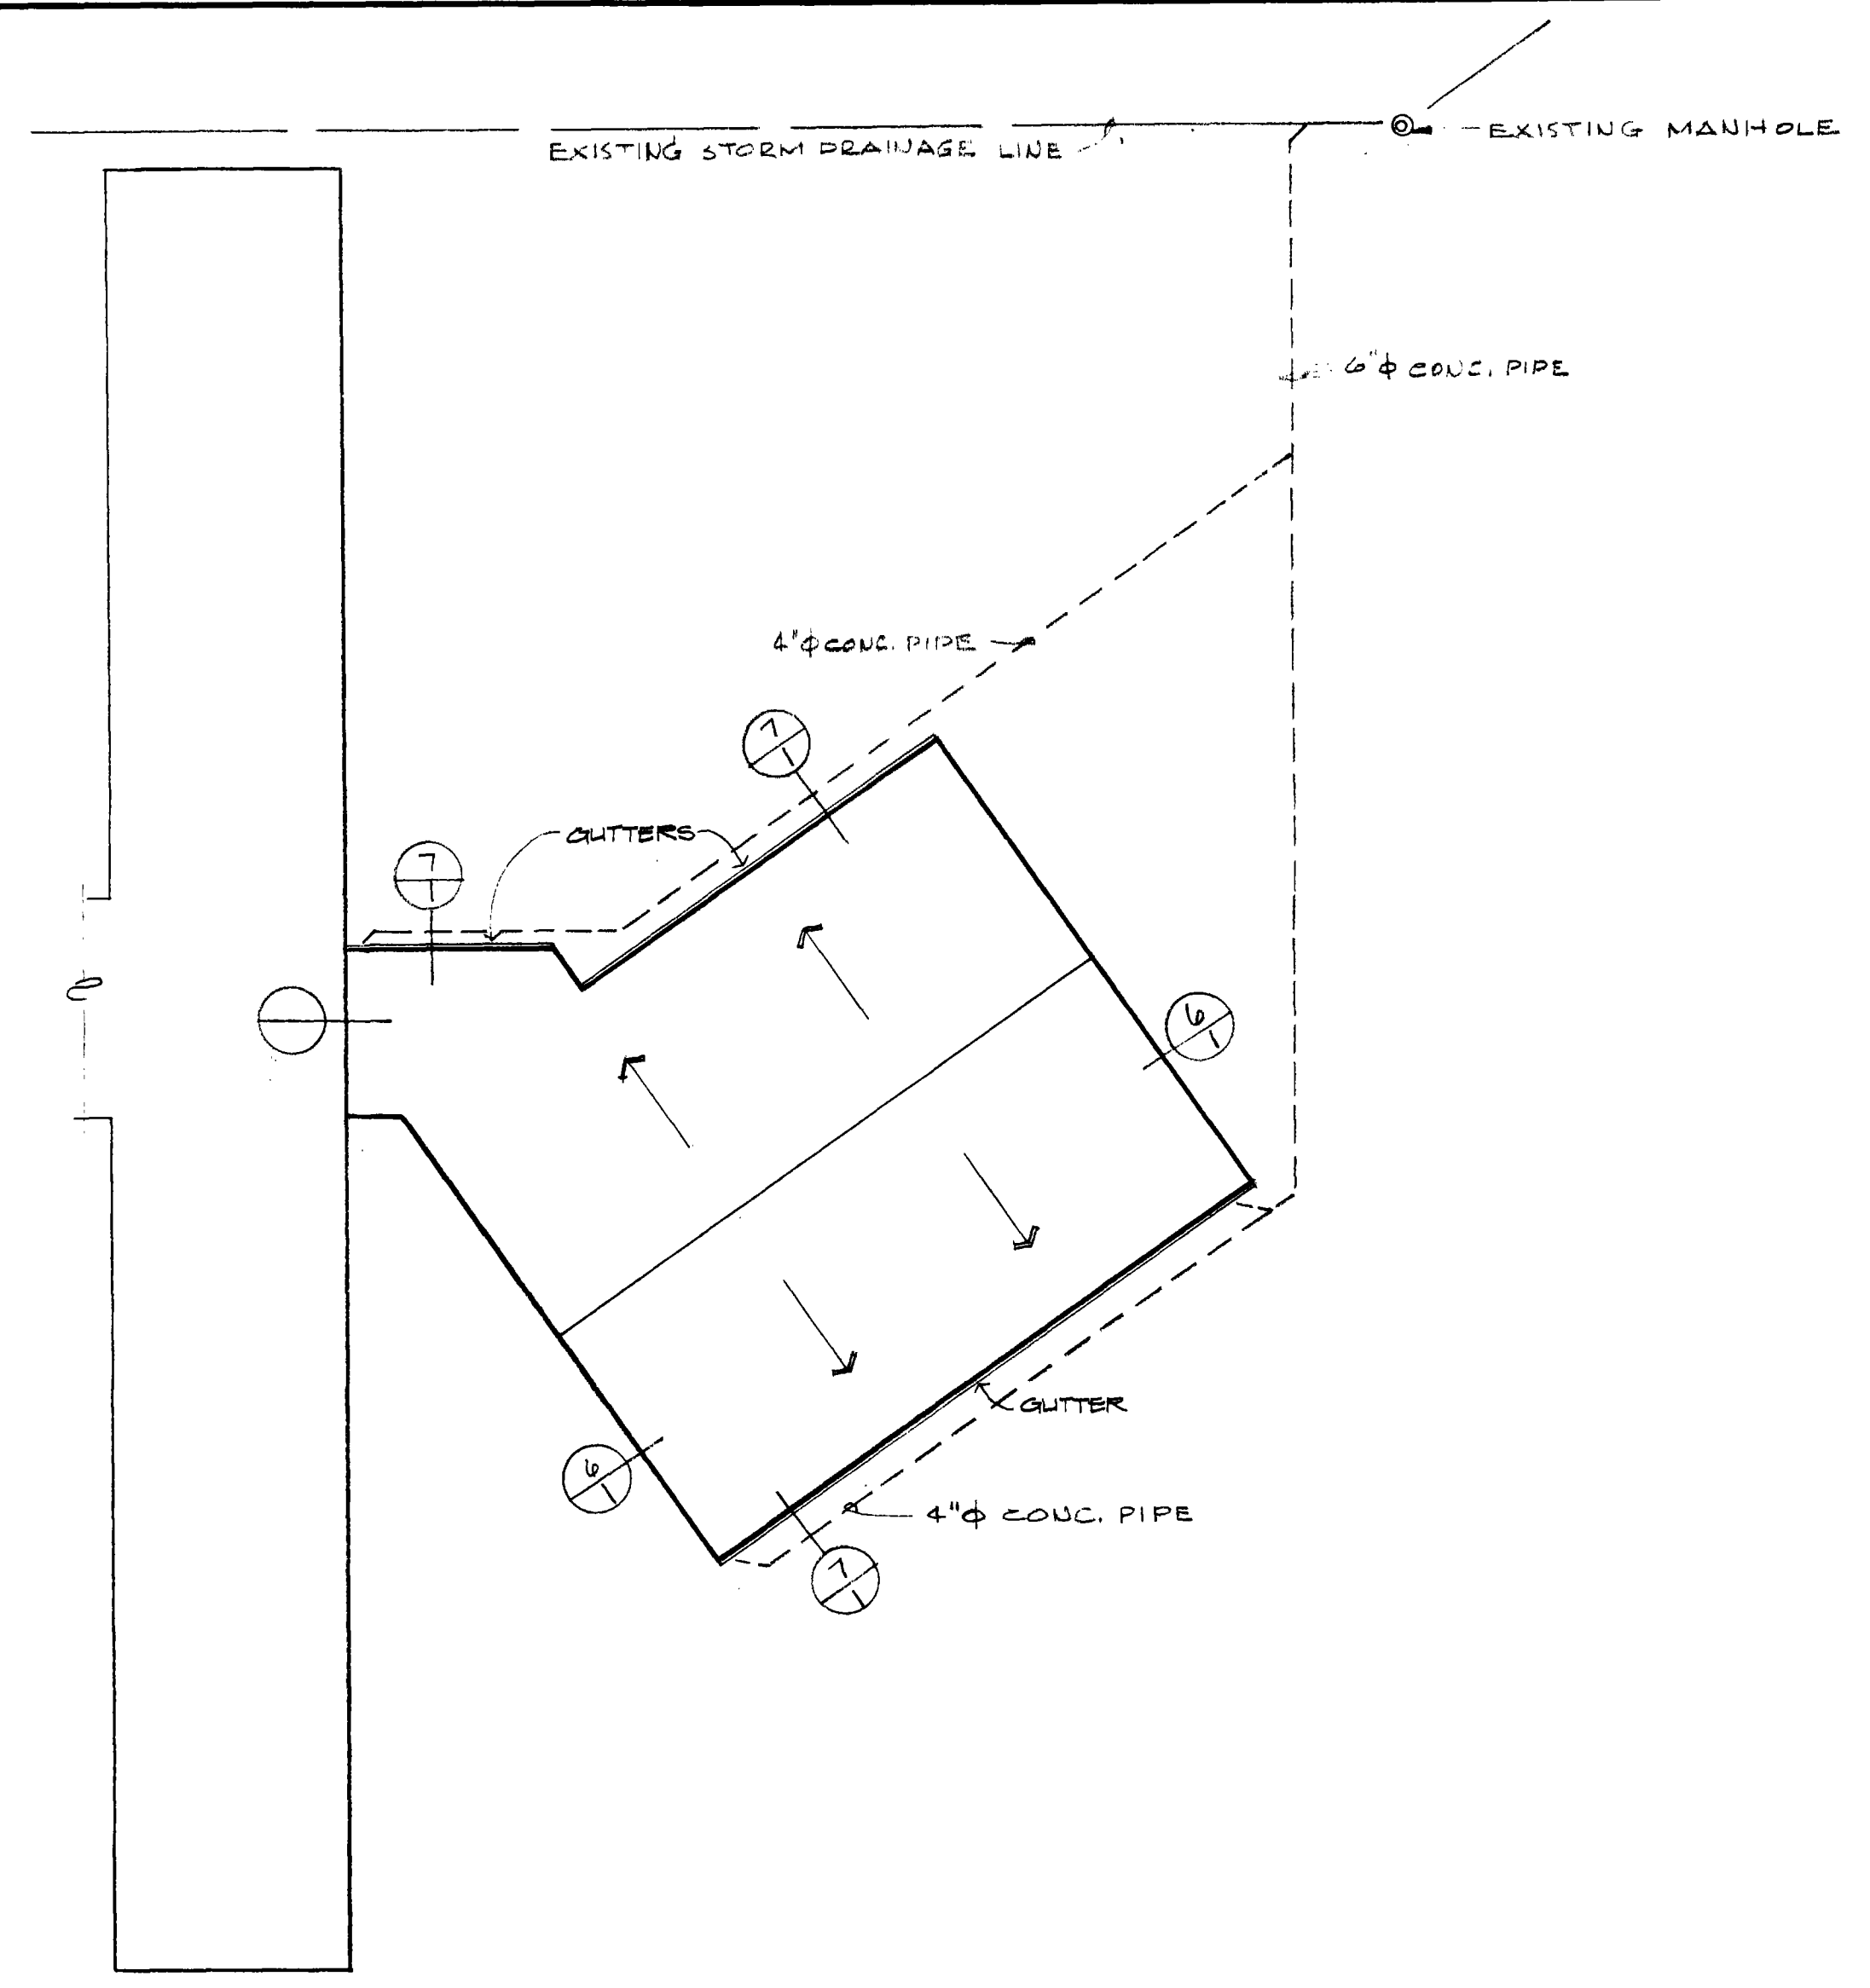 EXISTING MANHOLE
EXISTING STORM DRAINAGE LINE
6"φ CONC. PIPE
4"φ CONC. PIPE
7
1
GUTTERS
7
1
6
1
GUTTER
6
1
4"φ CONC. PIPE
7
1